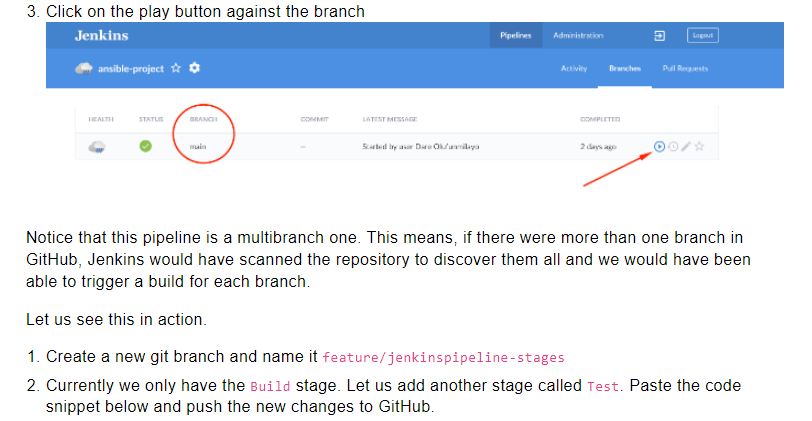 3. Click on the play button against the branch
Jenkins
Pipelines
Administration
Logout
ansible-project
Activity
Branches
Pull Requests
HEALTH STATUS BRANCH COMMIT LATEST MESSAGE COMPLETED
main – Started by user Dare Olufunmilayo 2 days ago
Notice that this pipeline is a multibranch one. This means, if there were more than one branch in
GitHub, Jenkins would have scanned the repository to discover them all and we would have been
able to trigger a build for each branch.
Let us see this in action.
1. Create a new git branch and name it feature/jenkinspipeline-stages
2. Currently we only have the Build stage. Let us add another stage called Test. Paste the code
snippet below and push the new changes to GitHub.